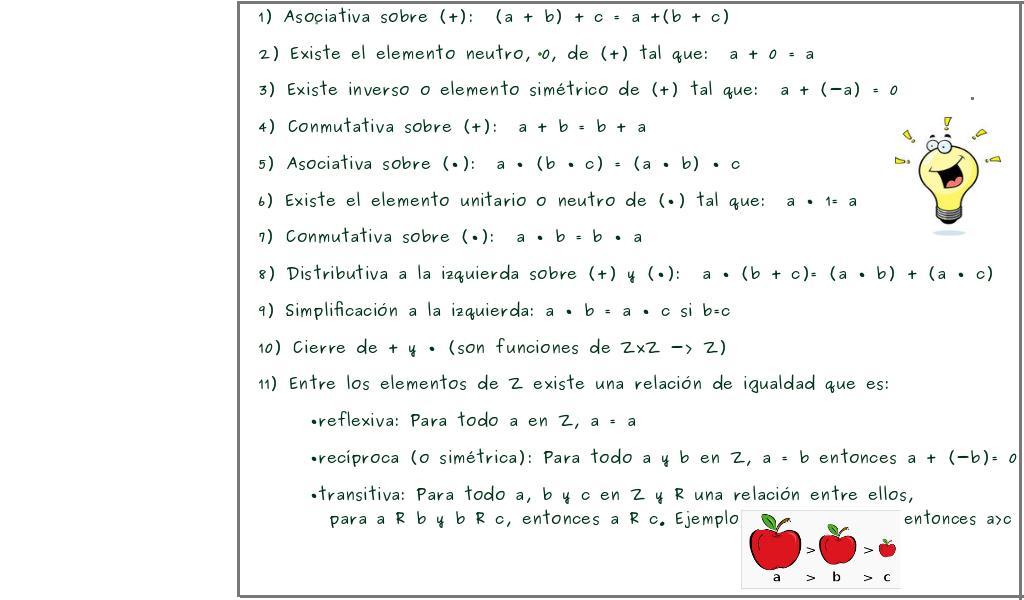 1) Asociativa sobre (+): (a + b) + c = a +(b + c)
2) Existe el elemento neutro, •0, de (+) tal que: a + 0 = a
3) Existe inverso o elemento simétrico de (+) tal que: a + (−a) = 0
4) Conmutativa sobre (+): a + b = b + a
5) Asociativa sobre (•): a • (b • c) = (a • b) • c
6) Existe el elemento unitario o neutro de (•) tal que: a • 1= a
7) Conmutativa sobre (•): a • b = b • a
8) Distributiva a la izquierda sobre (+) y (•): a • (b + c)= (a • b) + (a • c)
9) Simplificación a la izquierda: a • b = a • c si b=c
10) Cierre de + y • (son funciones de ZxZ −> Z)
11) Entre los elementos de Z existe una relación de igualdad que es:
•reflexiva: Para todo a en Z, a = a
•recíproca (o simétrica): Para todo a y b en Z, a = b entonces a + (−b)= 0
•transitiva: Para todo a, b y c en Z y R una relación entre ellos,
para a R b y b R c, entonces a R c. Ejemplo entonces a>c
> >
a > b > c